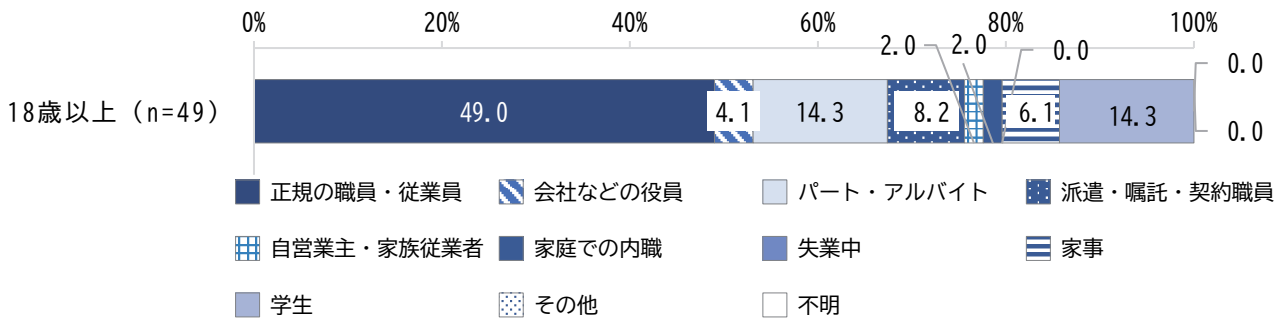 0% 20% 40% 60% 80% 100%
2.0 2.0 0.0 0.0
18歳以上（n=49） 49.0 4.1 14.3 8.2 6.1 14.3 0.0
正規の職員・従業員 会社などの役員 パート・アルバイト 派遣・嘱託・契約職員
自営業主・家族従業者 家庭での内職 失業中 家事
学生 その他 不明